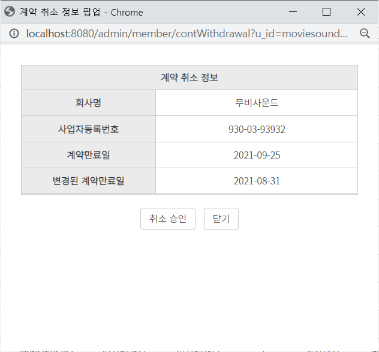 계약 취소 정보 팝업 - Chrome
localhost:8080/admin/member/contWithdrawal?u_id=moviesound...
계약 취소 정보
회사명 무비사운드
사업자등록번호 930-03-93932
계약만료일 2021-09-25
변경된 계약만료일 2021-08-31
취소 승인 닫기